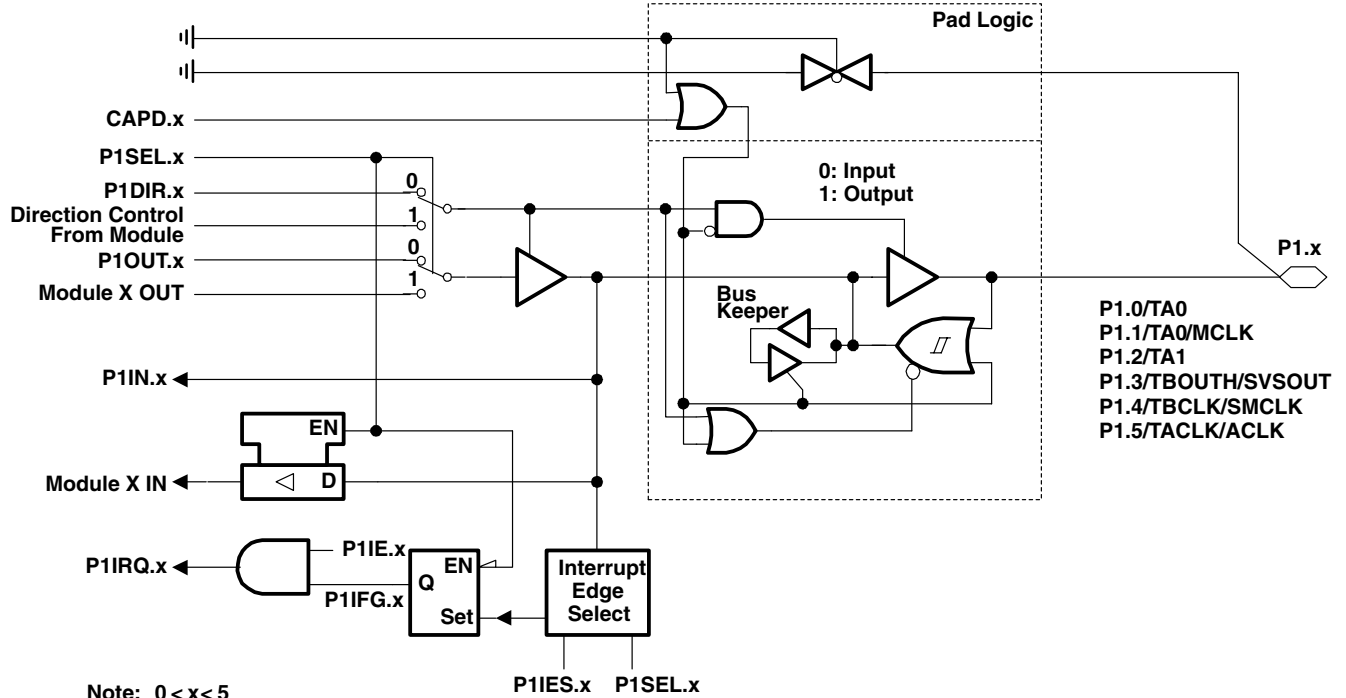 Pad Logic
CAPD.x
P1SEL.x
0
P1DIR.x
Direction Control
From Module
1
0
P1OUT.x
1
Module X OUT
0: Input
1: Output
Bus
Keeper
P1.x
P1.0/TA0
P1.1/TA0/MCLK
P1.2/TA1
P1.3/TBOUTH/SVSOUT
P1.4/TBCLK/SMCLK
P1.5/TACLK/ACLK
P1IN.x
EN
Module X IN
D
P1IRQ.x
P1IE.x
P1IFG.x
EN
Q
Set
Interrupt
Edge
Select
P1IES.x P1SEL.x
Note: 0 < x < 5